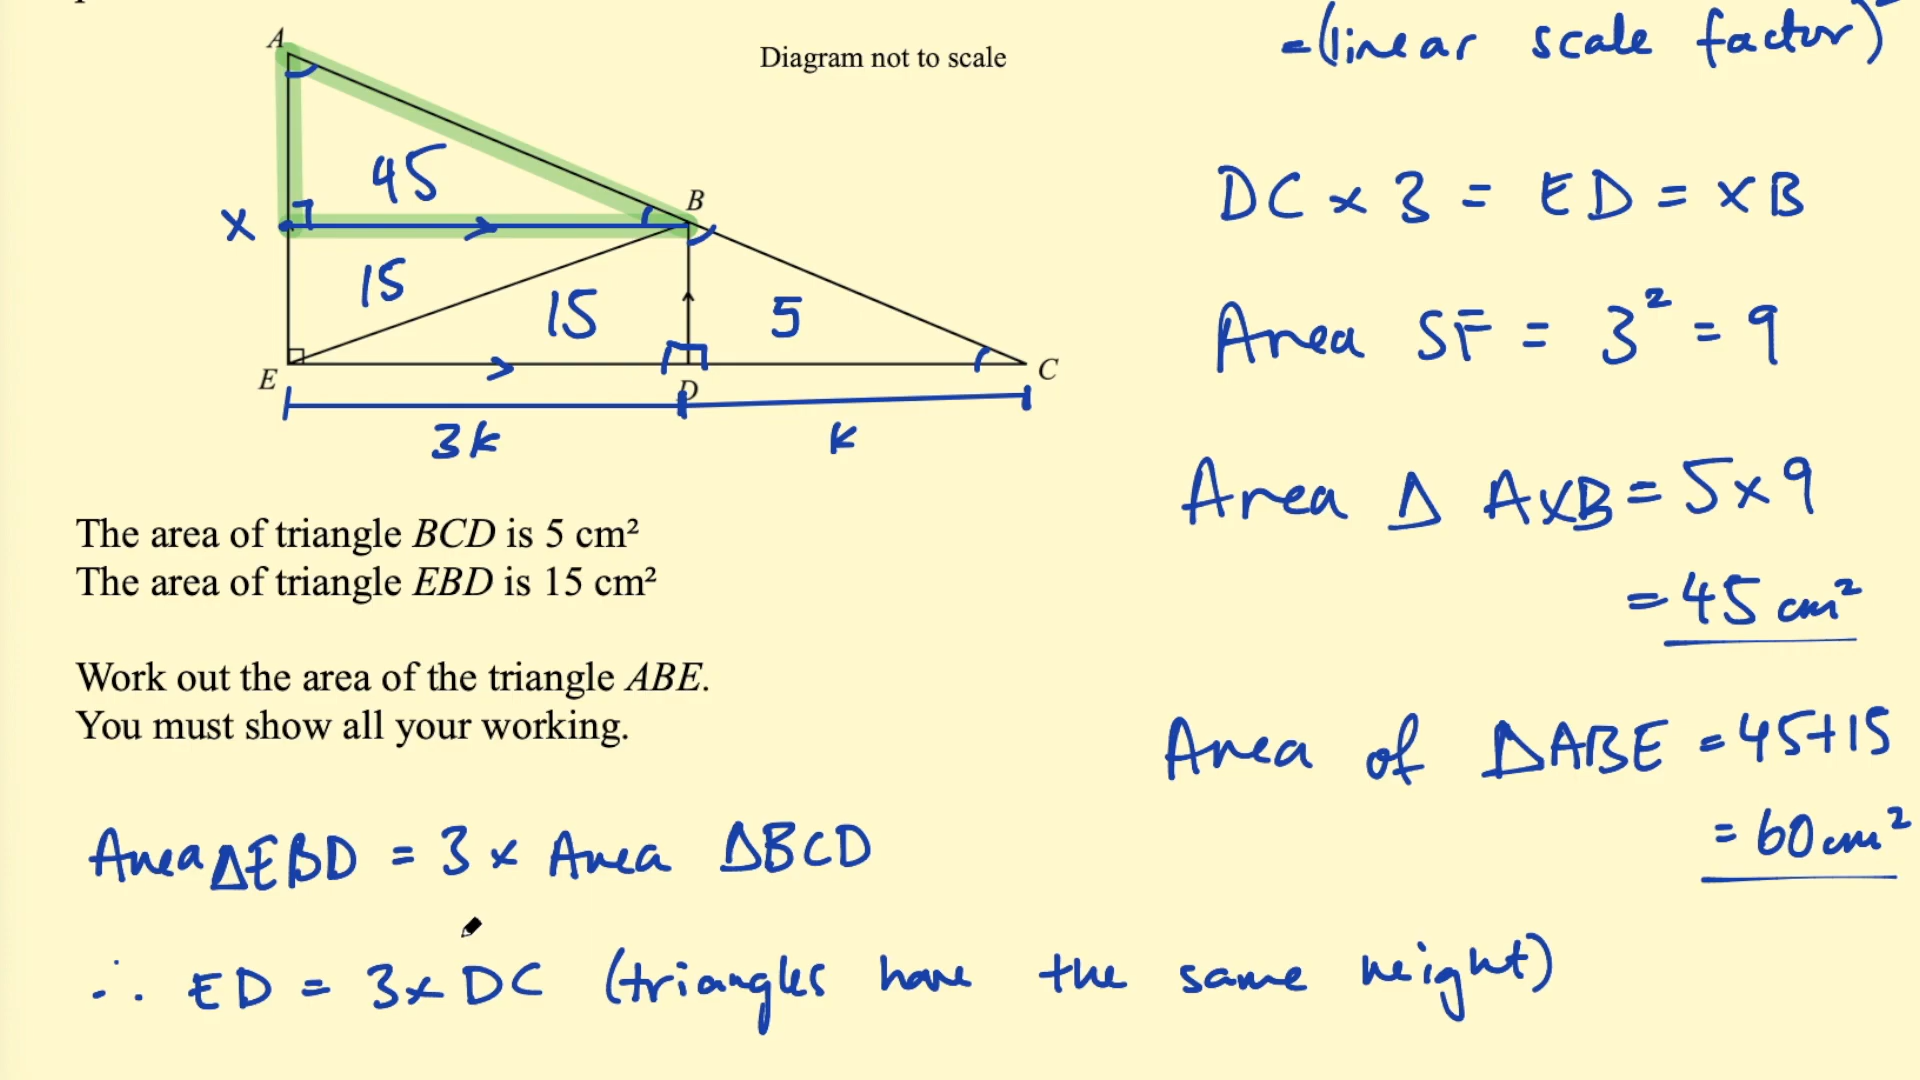 A
Diagram not to scale
45
B
X
15
15
5
E
D
C
3k
k
The area of triangle BCD is 5 cm²
The area of triangle EBD is 15 cm²
Work out the area of the triangle ABE.
You must show all your working.
Area ΔEBD = 3 × Area ΔBCD
∴ ED = 3 × DC (triangles have the same height)
= (linear scale factor)²
DC × 3 = ED = XB
Area SF = 3² = 9
Area Δ AXB = 5 × 9
= 45 cm²
Area of ΔABE = 45 + 15
= 60 cm²